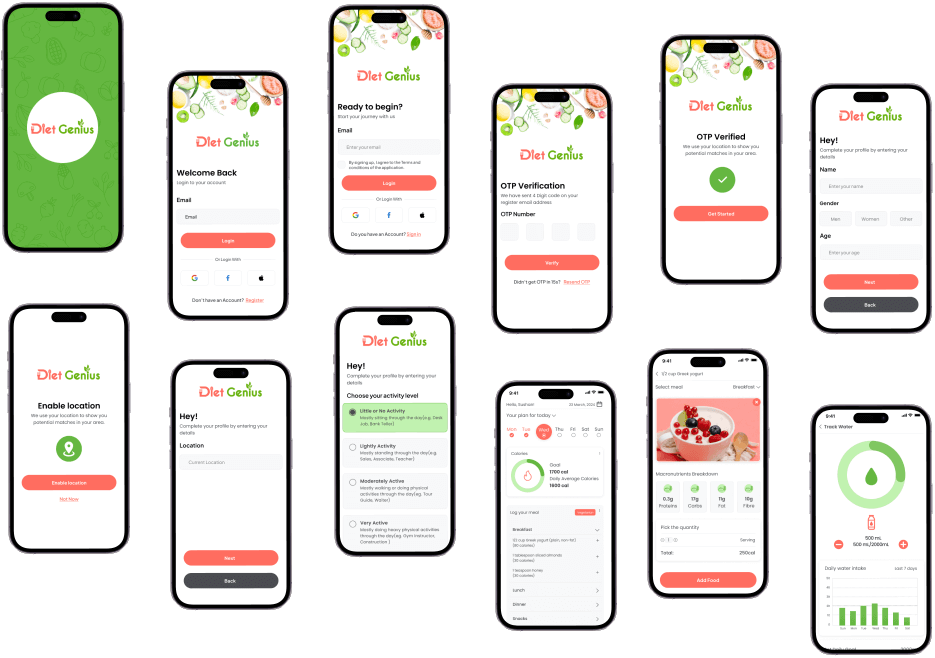 Diet Genius
Diet Genius
Welcome Back
Login to your account
Email
Email
Login
Or Login With
Don't have an Account? Register
Diet Genius
Ready to begin?
Start your journey with us
Email
Enter your email
By signing up, I agree to the Terms and
conditions of the application.
Login
Or Login With
Do you have an Account? Sign In
Diet Genius
OTP Verification
We have sent 4 Digit code on your
register email address
OTP Number
Verify
Didn't get OTP in 15s? Resend OTP
Diet Genius
OTP Verified
We use your location to show you
potential matches in your area.
Get Started
Diet Genius
Hey!
Complete your profile by entering your
details
Name
Enter your name
Gender
Men
Women
Other
Age
Enter you age
Next
Back
Diet Genius
Enable location
We use your location to show you
potential matches in your area.
Enable location
Not Now
Diet Genius
Hey!
Complete your profile by entering your
details
Location
Current Location
Next
Back
Diet Genius
Hey!
Complete your profile by entering your
details
Choose your activity level
Little or No Activity
Mostly sitting through the day(e.g. Desk
Job, Bank Teller)
Lightly Activity
Mostly standing through the day(e.g.
Sales, Associate, Teacher)
Moderately Active
Mostly walking or doing physical
activities through the day(eg. Tour
Guide, Waiter)
Very Active
Mostly doing heavy physical activities
through the day(eg. Gym Instructor,
Construction )
9:41
Hello, Sushan!
23 March, 2024
Your plan for today
Mon Tue Wed Thu Fri Sat Sun
Calories
Goal
1700 cal
Daily Average Calories
1600 cal
Log your meal
Breakfast
1/2 cup Greek yogurt (plain, non-fat)
(80 calories)
1 tablespoon sliced almonds
(30 calories)
1 teaspoon honey
(20 calories)
Lunch
Dinner
Snacks
9:41
1/2 cup Greek yogurt
Select meal
Breakfast
Macronutrients Breakdown
0.3g
Proteins
17g
Carbs
11g
Fat
10g
Fibre
Pick the quantity
1
Serving
Total:
250cal
Add Food
9:41
Track Water
500 mL
500 mL/2000mL
Daily water intake
Last 7 days
Sun Mon Tue Wed Thu Fri Sat